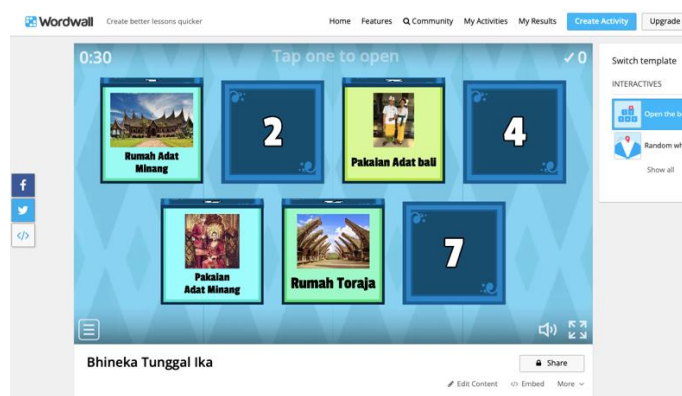 Wordwall
Create better lessons quicker
Home Features Community My Activities My Results Create Activity Upgrade
0:30
Tap one to open
✓ 0
Rumah Adat
Minang
2
Pakaian Adat bali
4
Pakaian
Adat Minang
Rumah Toraja
7
Switch template
INTERACTIVES
Open the b
Random wh
Show all
Bhineka Tunggal Ika
Share
Edit Content </> Embed More